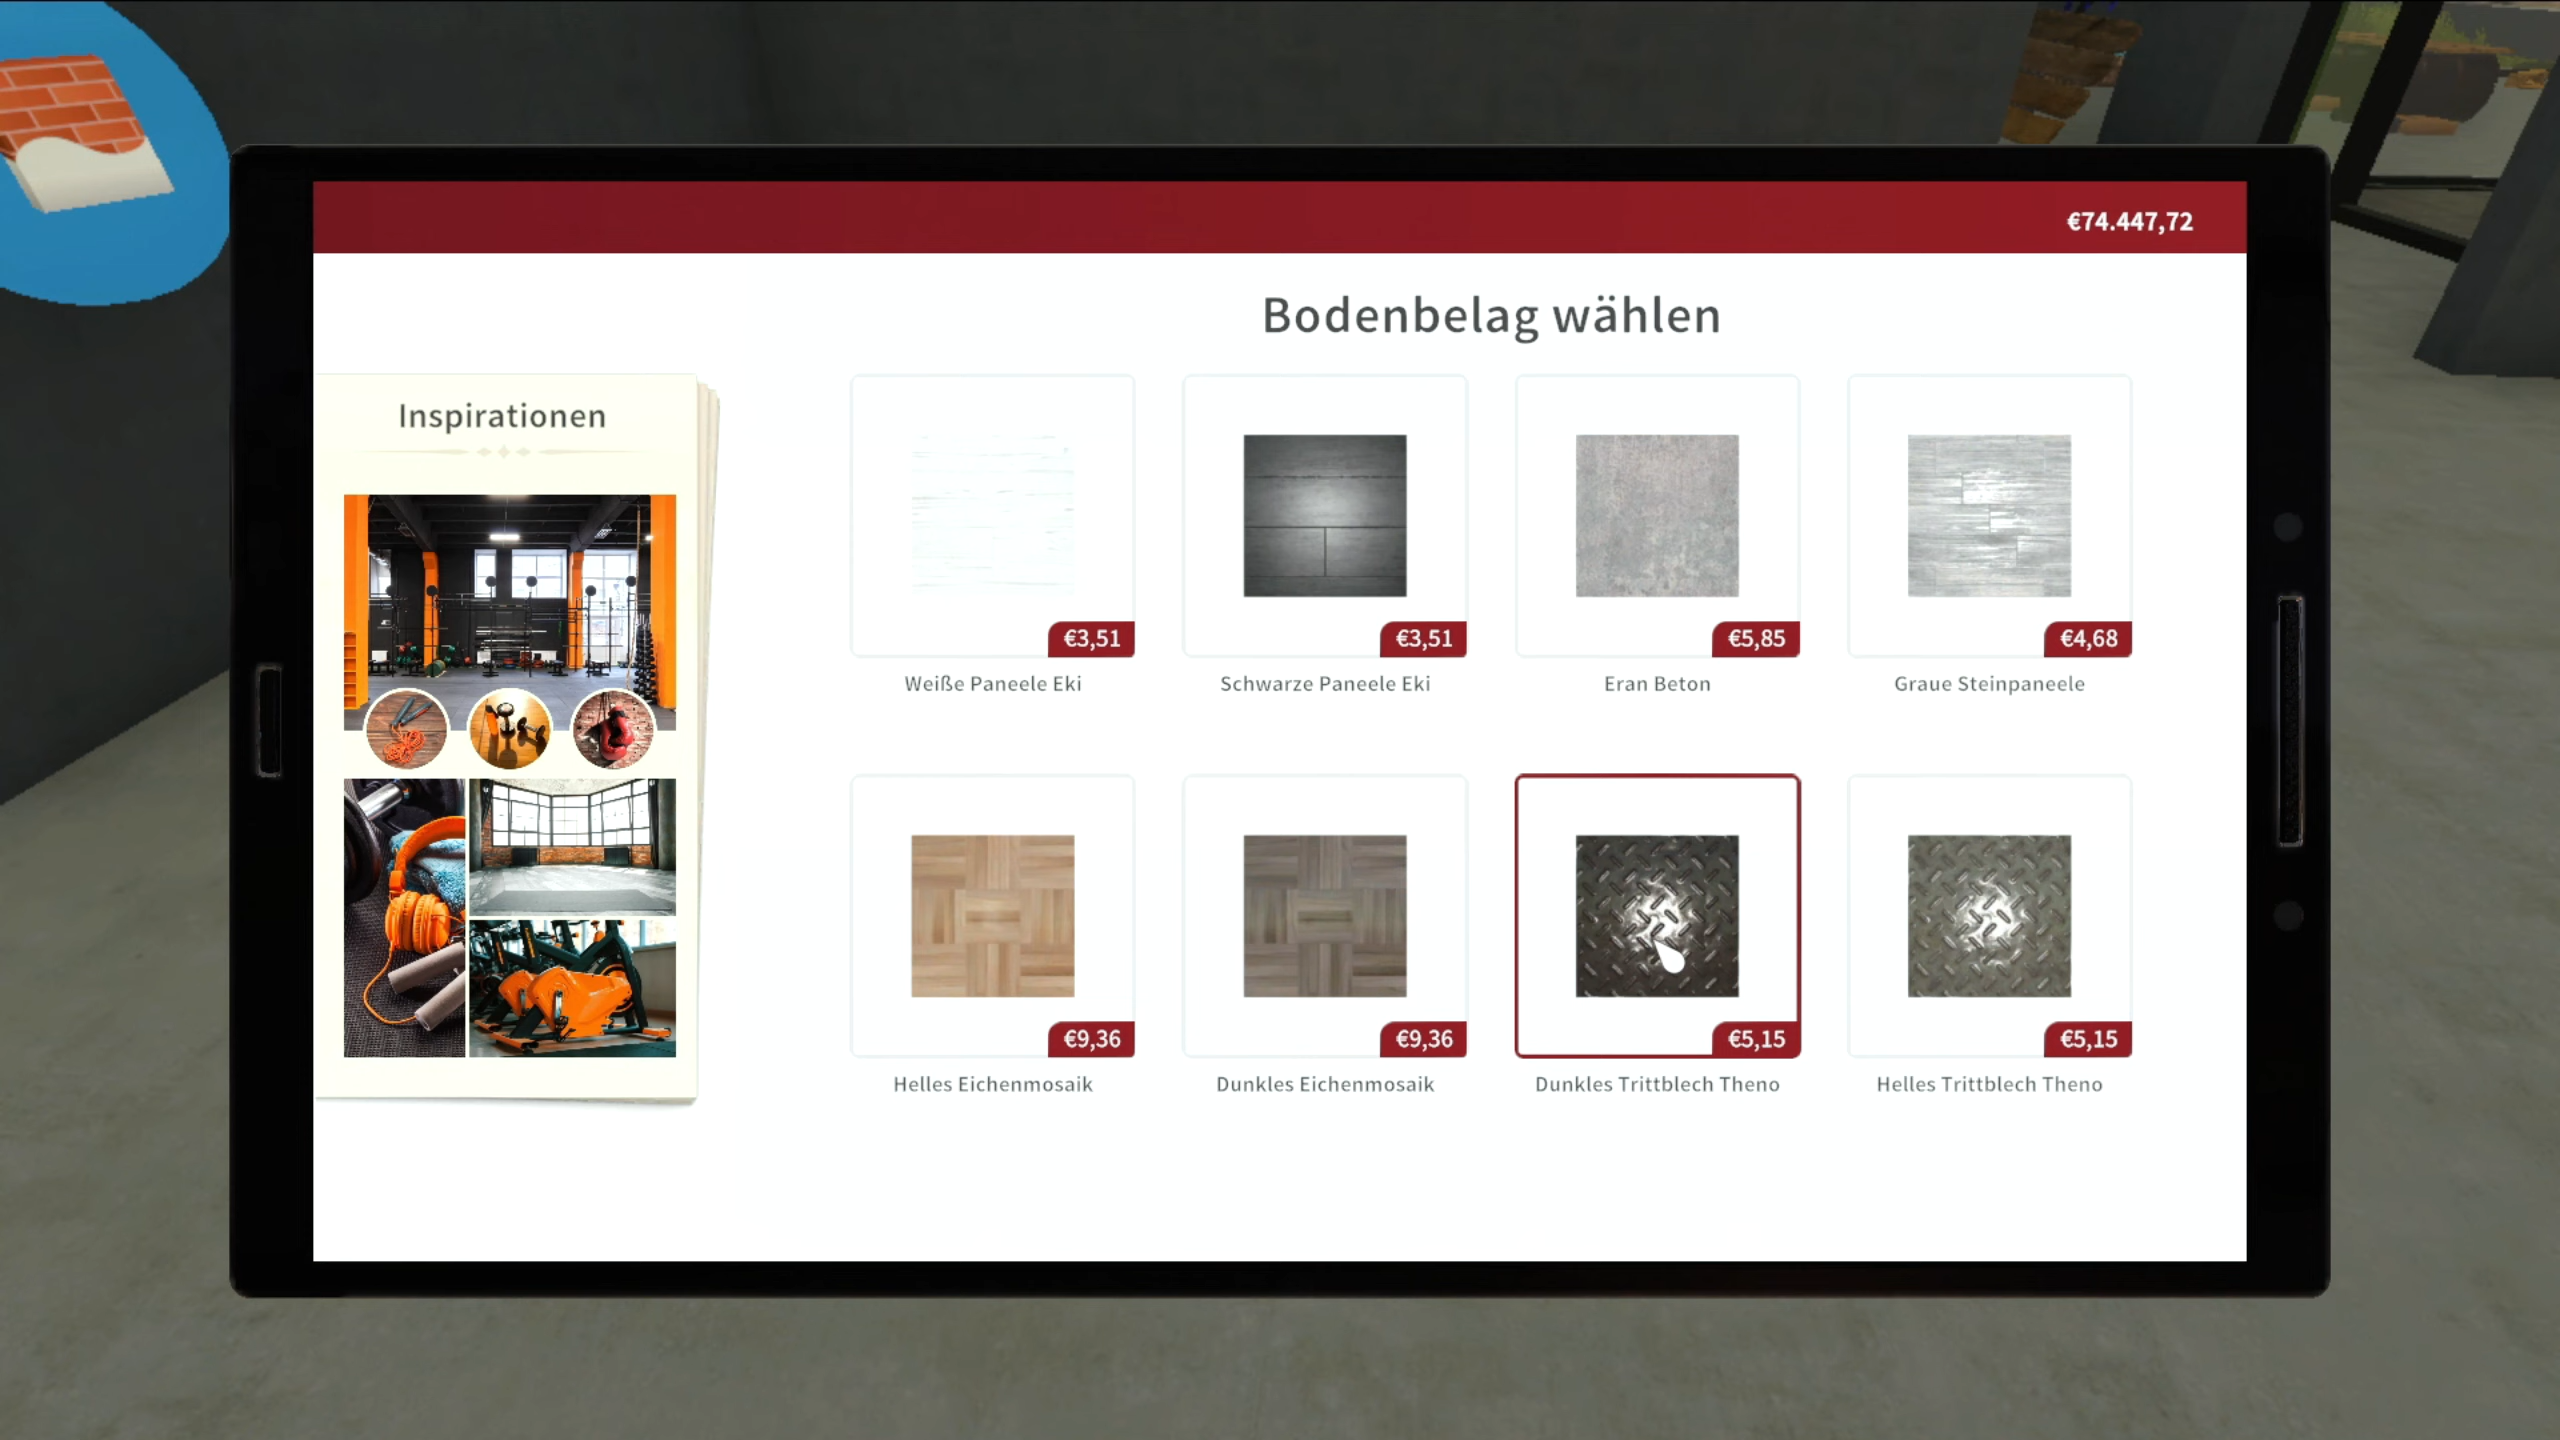 €74.447,72
Bodenbelag wählen
Inspirationen
€3,51
€3,51
€5,85
€4,68
Weiße Paneele Eki
Schwarze Paneele Eki
Eran Beton
Graue Steinpaneele
€9,36
€9,36
€5,15
€5,15
Helles Eichenmosaik
Dunkles Eichenmosaik
Dunkles Trittblech Theno
Helles Trittblech Theno